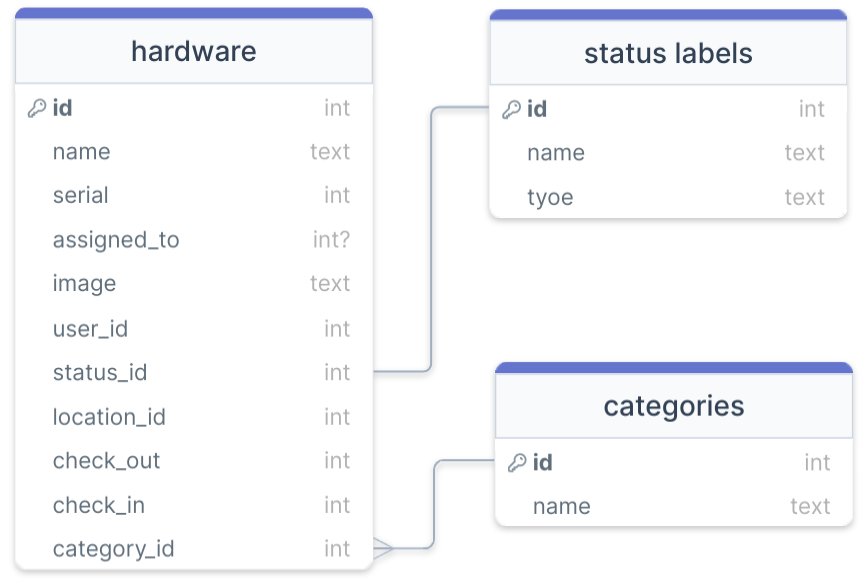 hardware
id int
name text
serial int
assigned_to int?
image text
user_id int
status_id int
location_id int
check_out int
check_in int
category_id int
status labels
id int
name text
tyoe text
categories
id int
name text